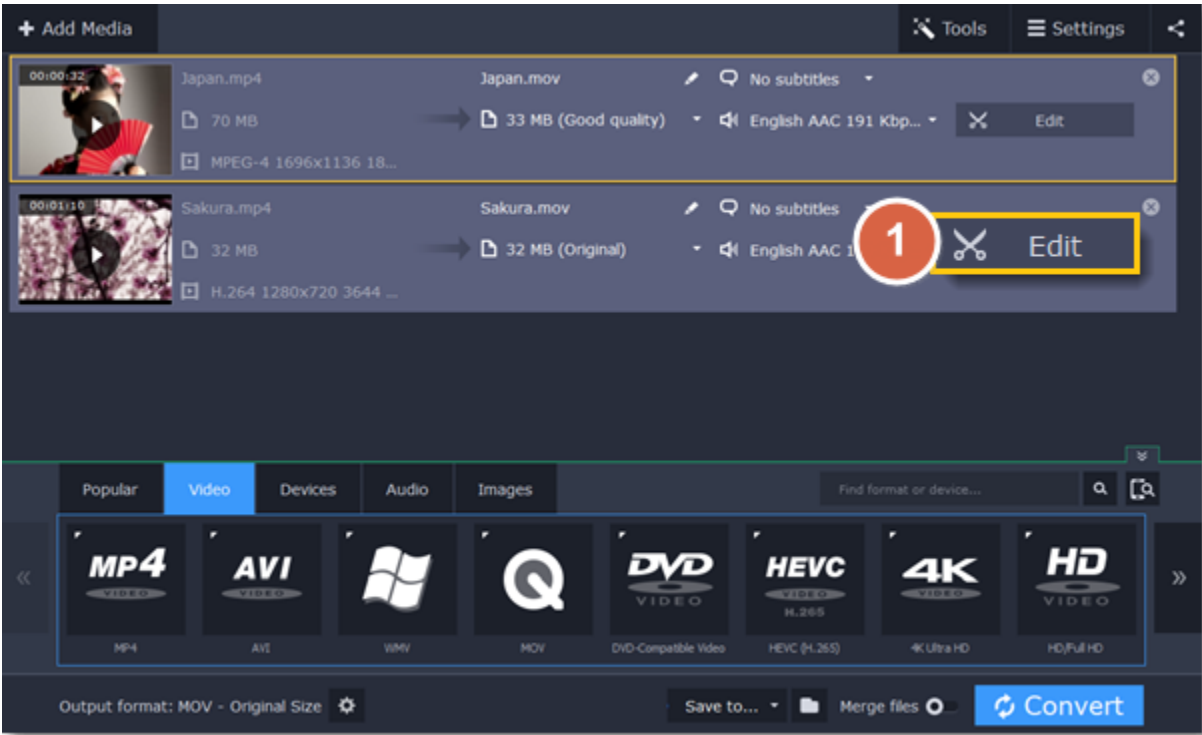 Add Media
Tools
Settings
00:00:32
Japan.mp4
Japan.mov
No subtitles
70 MB
33 MB (Good quality)
English AAC 191 Kbp...
Edit
MPEG-4 1696x1136 18...
00:01:10
Sakura.mp4
Sakura.mov
No subtitles
32 MB
32 MB (Original)
English AAC 1
1
Edit
H.264 1280x720 3644 ...
Popular
Video
Devices
Audio
Images
Find format or device...
MP4
VIDEO
AVI
VIDEO
DVD
VIDEO
HEVC
VIDEO
H.265
4K
VIDEO
HD
VIDEO
MP4
AVI
WMV
MOV
DVD-Compatible Video
HEVC (H.265)
4K Ultra HD
HD/Full HD
Output format: MOV - Original Size
Save to...
Merge files
Convert